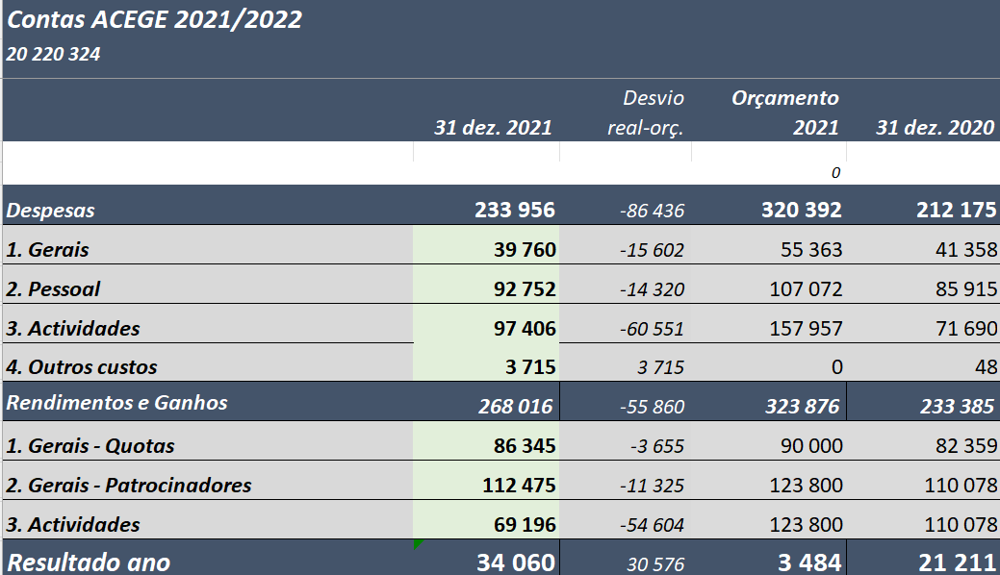 Contas ACEGE 2021/2022
20 220 324
Desvio Orçamento
31 dez. 2021 real-orç. 2021 31 dez. 2020
0
Despesas 233 956 -86 436 320 392 212 175
1. Gerais 39 760 -15 602 55 363 41 358
2. Pessoal 92 752 -14 320 107 072 85 915
3. Actividades 97 406 -60 551 157 957 71 690
4. Outros custos 3 715 3 715 0 48
Rendimentos e Ganhos 268 016 -55 860 323 876 233 385
1. Gerais - Quotas 86 345 -3 655 90 000 82 359
2. Gerais - Patrocinadores 112 475 -11 325 123 800 110 078
3. Actividades 69 196 -54 604 123 800 110 078
Resultado ano 34 060 30 576 3 484 21 211